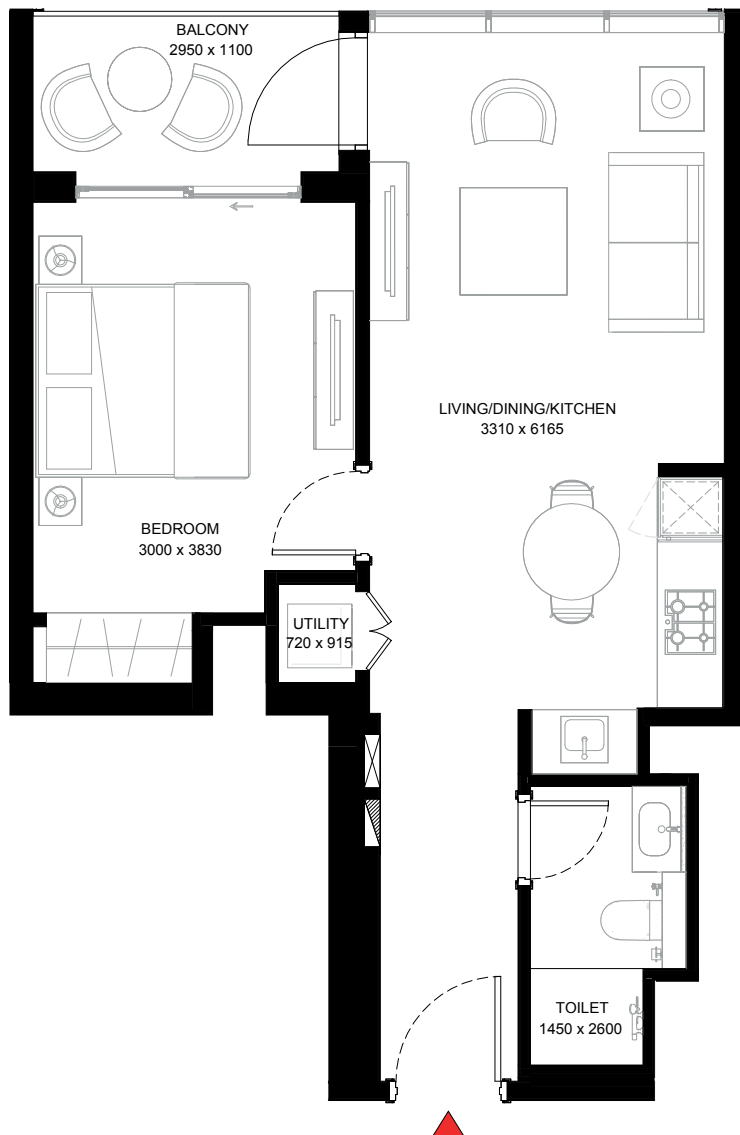 BALCONY
2950 x 1100
LIVING/DINING/KITCHEN
3310 x 6165
BEDROOM
3000 x 3830
UTILITY
720 x 915
TOILET
1450 x 2600